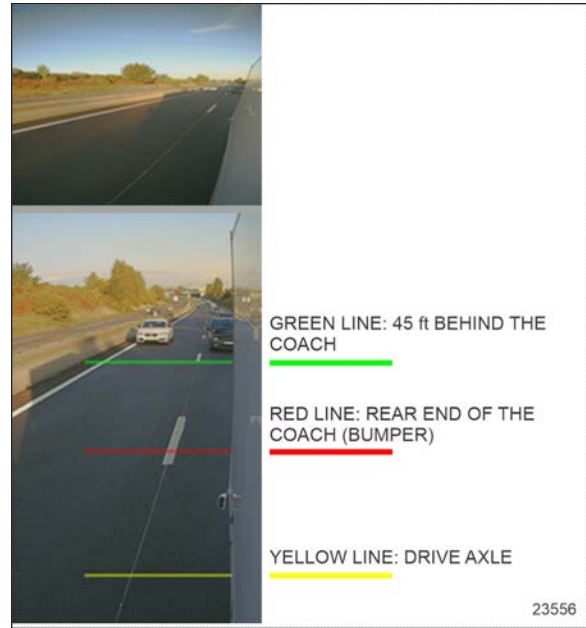 GREEN LINE: 45 ft BEHIND THE
COACH
RED LINE: REAR END OF THE
COACH (BUMPER)
YELLOW LINE: DRIVE AXLE
23556